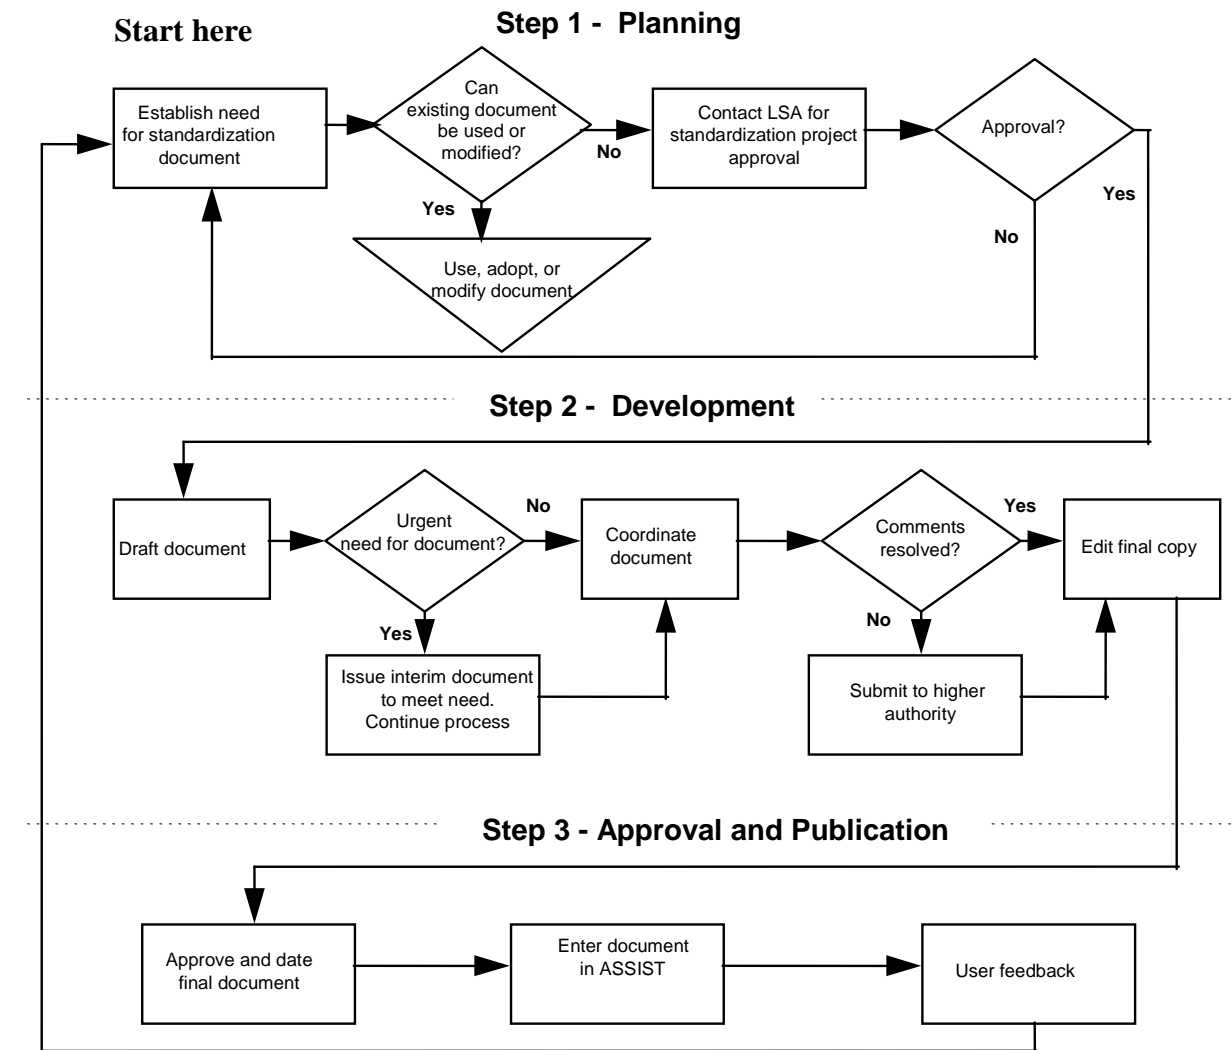 Start here
Step 1 - Planning
Establish need
for standardization
document
Can
existing document
be used or
modified?
No
Contact LSA for
standardization project
approval
Approval?
Yes
No
Yes
Use, adopt, or
modify document
Step 2 - Development
Draft document
Urgent
need for document?
No
Coordinate
document
Comments
resolved?
Yes
Edit final copy
Yes
Issue interim document
to meet need.
Continue process
No
Submit to higher
authority
Step 3 - Approval and Publication
Approve and date
final document
Enter document
in ASSIST
User feedback